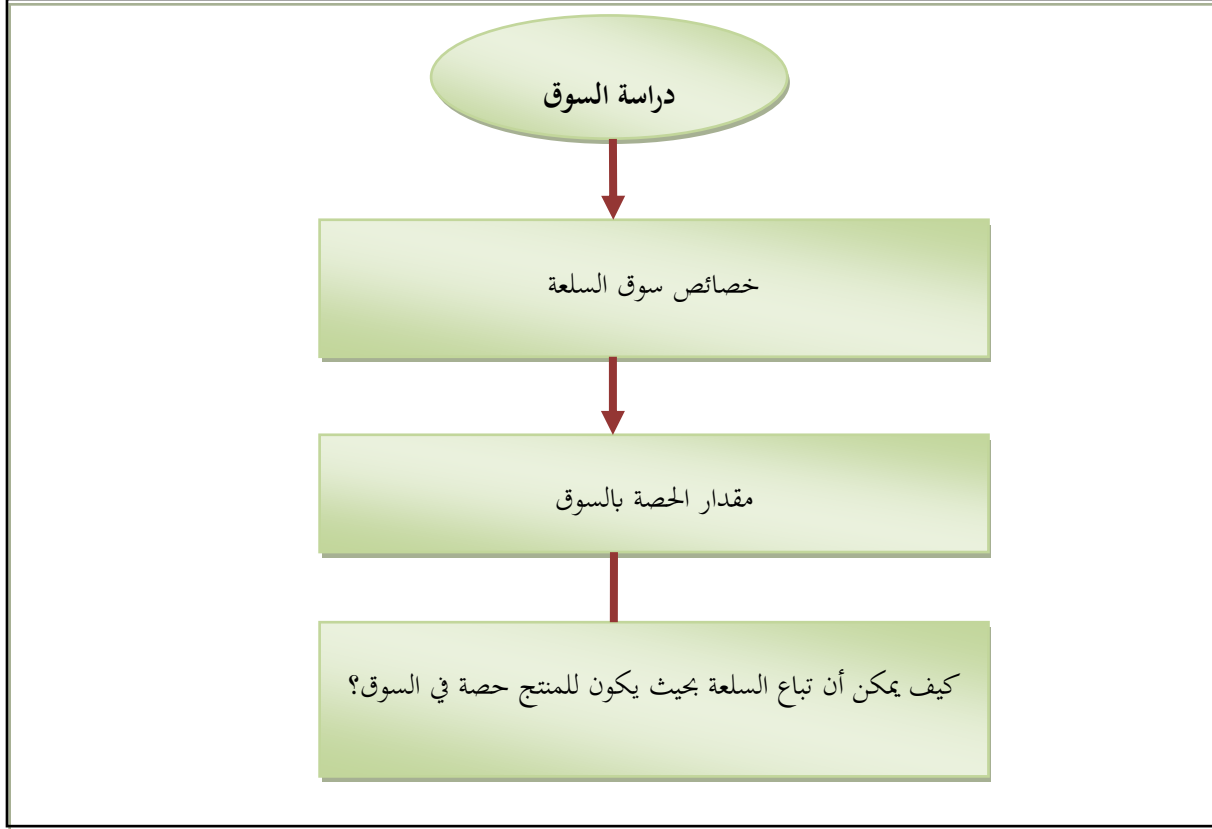 دراسة السوق
خصائص سوق السلعة
مقدار الحصة بالسوق
كيف يمكن أن تباع السلعة بحيث يكون للمنتج حصة في السوق؟